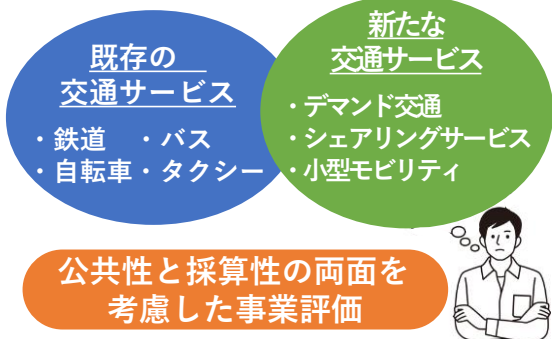 既存の
交通サービス
・鉄道 ・バス
・自転車・タクシー
新たな
交通サービス
・デマンド交通
・シェアリングサービス
・小型モビリティ
公共性と採算性の両面を
考慮した事業評価